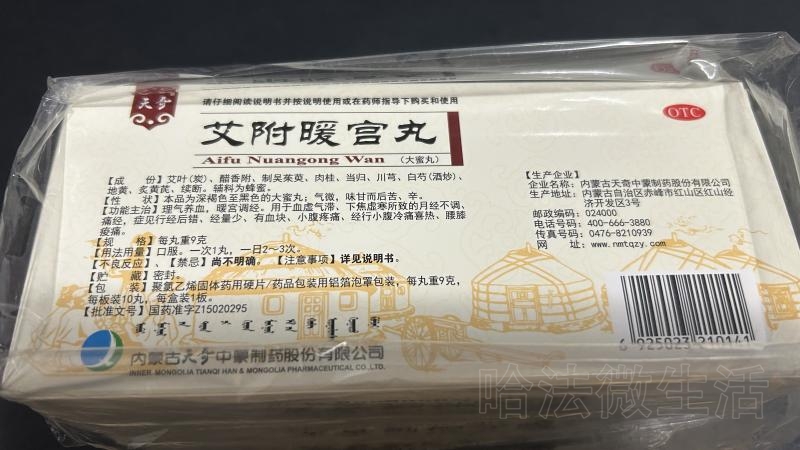 天奇
请仔细阅读说明书并按说明使用或在药师指导下购买和使用
OTC
艾附暖宫丸
Aifu Nuangong Wan
(大蜜丸)
【成 份】艾叶(炭)、醋香附、制吴茱萸、肉桂、当归、川芎、白芍(酒炒)、
地黄、炙黄芪、续断。辅料为蜂蜜。
【性 状】本品为深褐色至黑色的大蜜丸;气微,味甘而后苦、辛。
【功能主治】理气养血,暖宫调经。用于血虚气滞、下焦虚寒所致的月经不调、
痛经,症见行经后错、经量少、有血块、小腹疼痛、经行小腹冷痛喜热、腰膝
痠痛。
【规 格】每丸重9克
【用法用量】口服。一次1丸,一日2~3次。
【不良反应】、【禁忌】尚不明确。【注意事项】详见说明书。
【贮 藏】密封。
【包 装】聚氯乙烯固体药用硬片/药品包装用铝箔泡罩包装,每丸重9克,
每板装10丸,每盒装1板。
【批准文号】国药准字Z15020295
【生产企业】
企业名称:内蒙古天奇中蒙制药股份有限公司
生产地址:内蒙古自治区赤峰市红山区红山经
济开发区3号
邮政编码:024000
电话号码:400-666-3880
传真号码:0476-8210939
网 址:www.nmtqzy.com
内蒙古天奇中蒙制药股份有限公司
INNER MONGOLIA TIANQI HAN & MONGOLIA PHARMACEUTICAL CO.,LTD.
6 925023 210141
哈法微生活